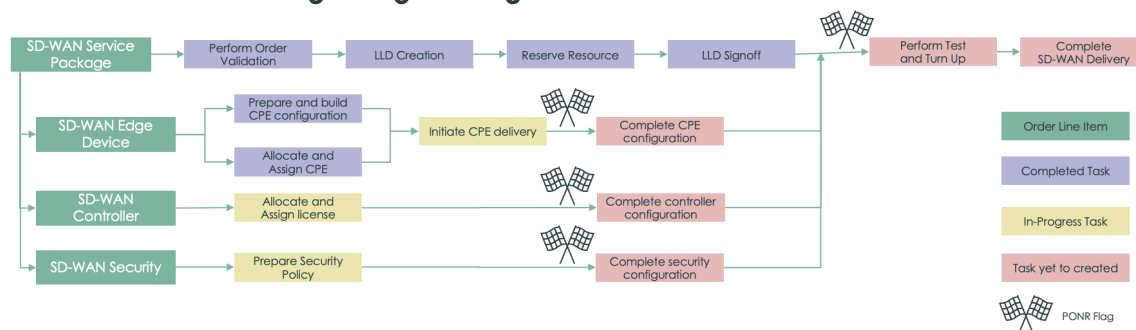 SD-WAN Service
Package
Perform Order
Validation
LLD Creation
Reserve Resource
LLD Signoff
Perform Test
and Turn Up
Complete
SD-WAN Delivery
SD-WAN Edge
Device
Prepare and build
CPE configuration
Allocate and
Assign CPE
Initiate CPE delivery
Complete CPE
configuration
SD-WAN
Controller
Allocate and
Assign license
Complete controller
configuration
SD-WAN Security
Prepare Security
Policy
Complete security
configuration
Order Line Item
Completed Task
In-Progress Task
Task yet to created
PONR Flag